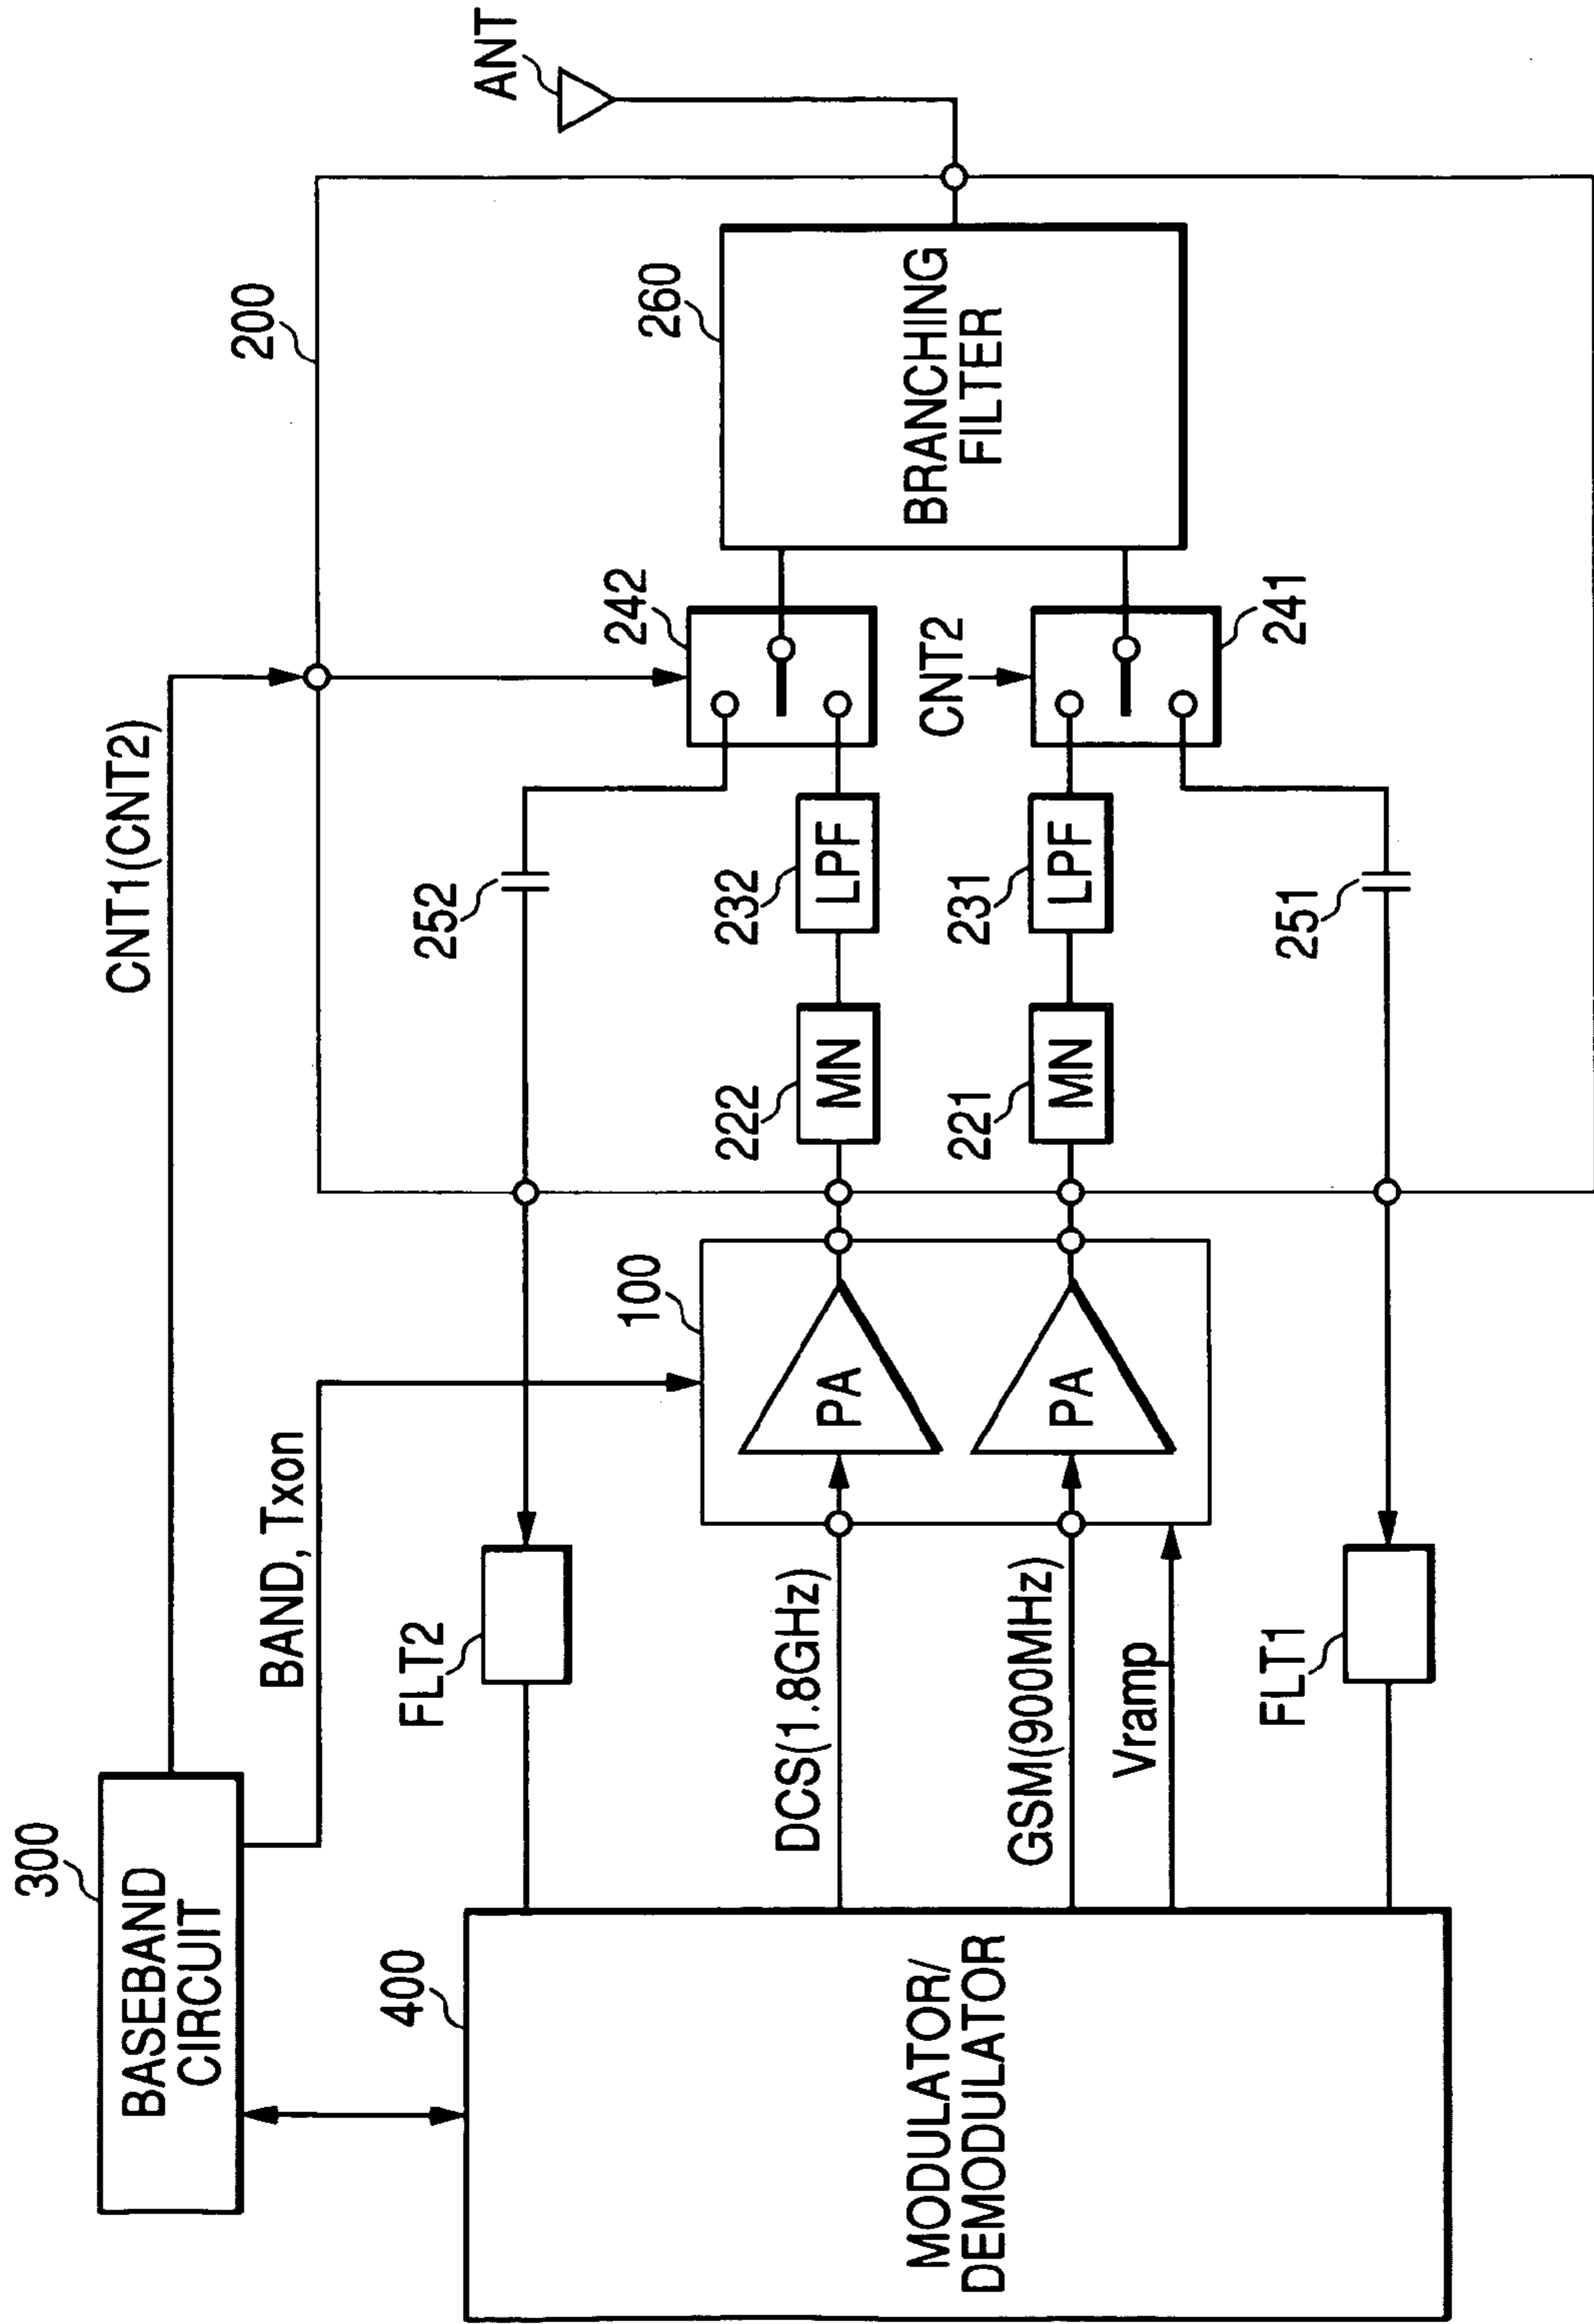 300
BASEBAND
CIRCUIT
CNT1(CNT2)
BAND, Txon
200
ANT
400
MODULATOR/
DEMODULATOR
FLT2
252
242
260
BRANCHING
FILTER
DCS(1.8GHz)
100
PA
222
MN
232
LPF
CNT2
GSM(900MHz)
PA
221
MN
231
LPF
241
Vramp
FLT1
251